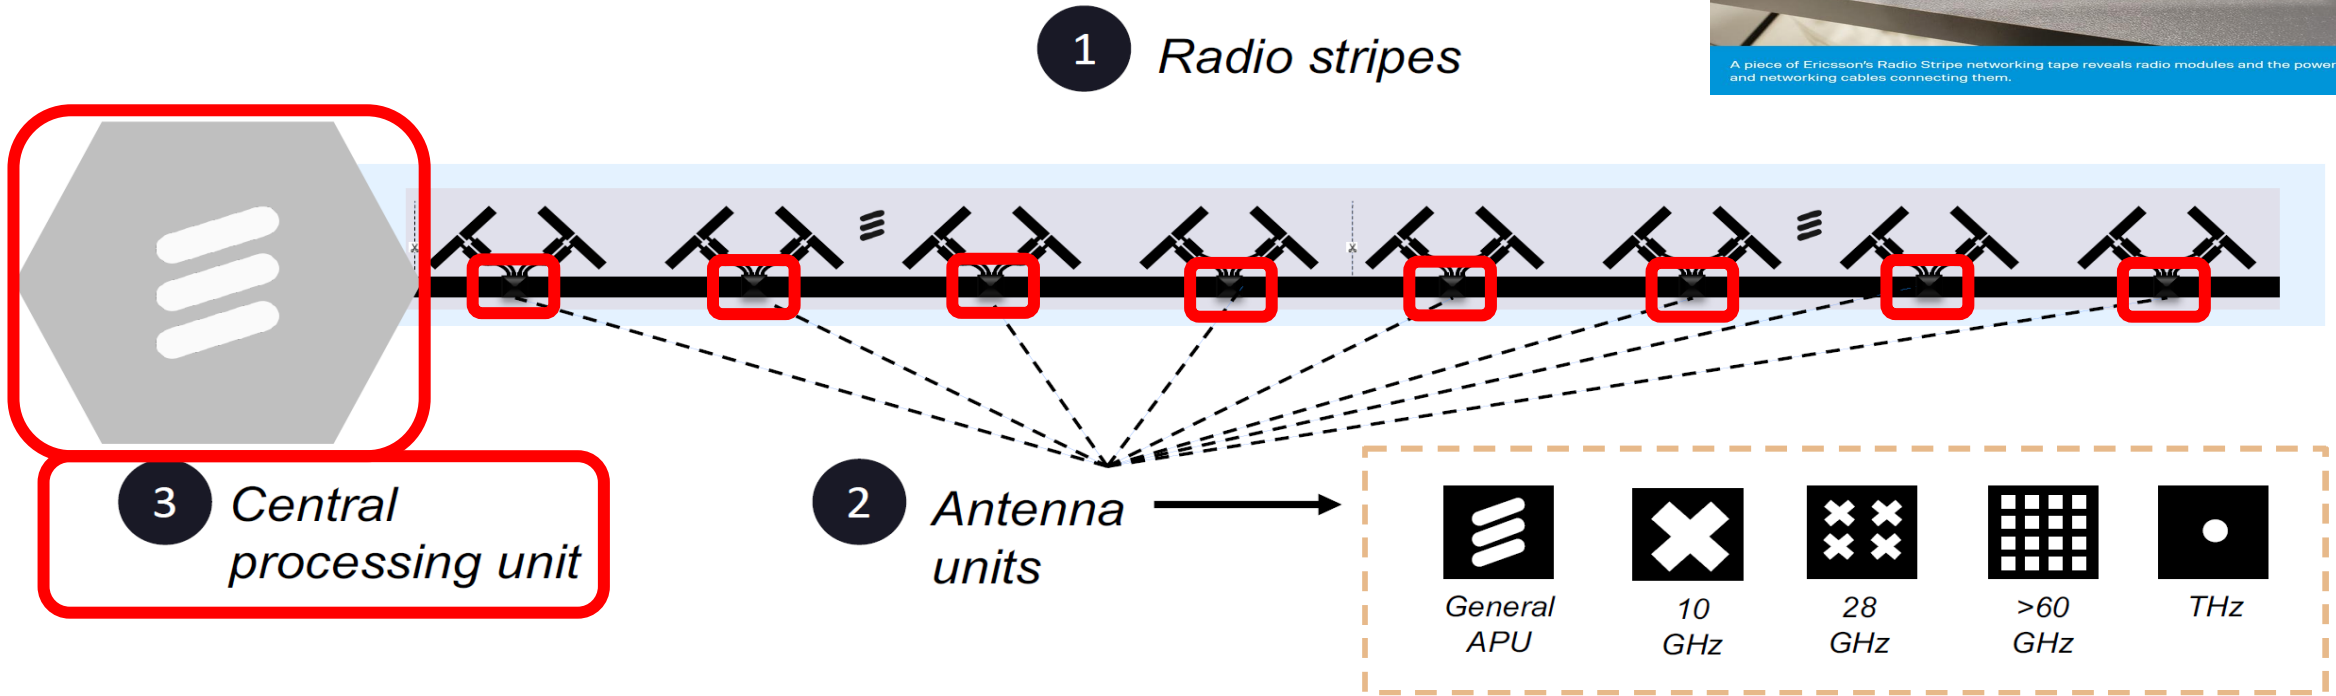 1 Radio stripes
A piece of Ericsson's Radio Stripe networking tape reveals radio modules and the power
and networking cables connecting them.
3 Central
processing unit
2 Antenna
units
General
APU
10
GHz
28
GHz
>60
GHz
THz